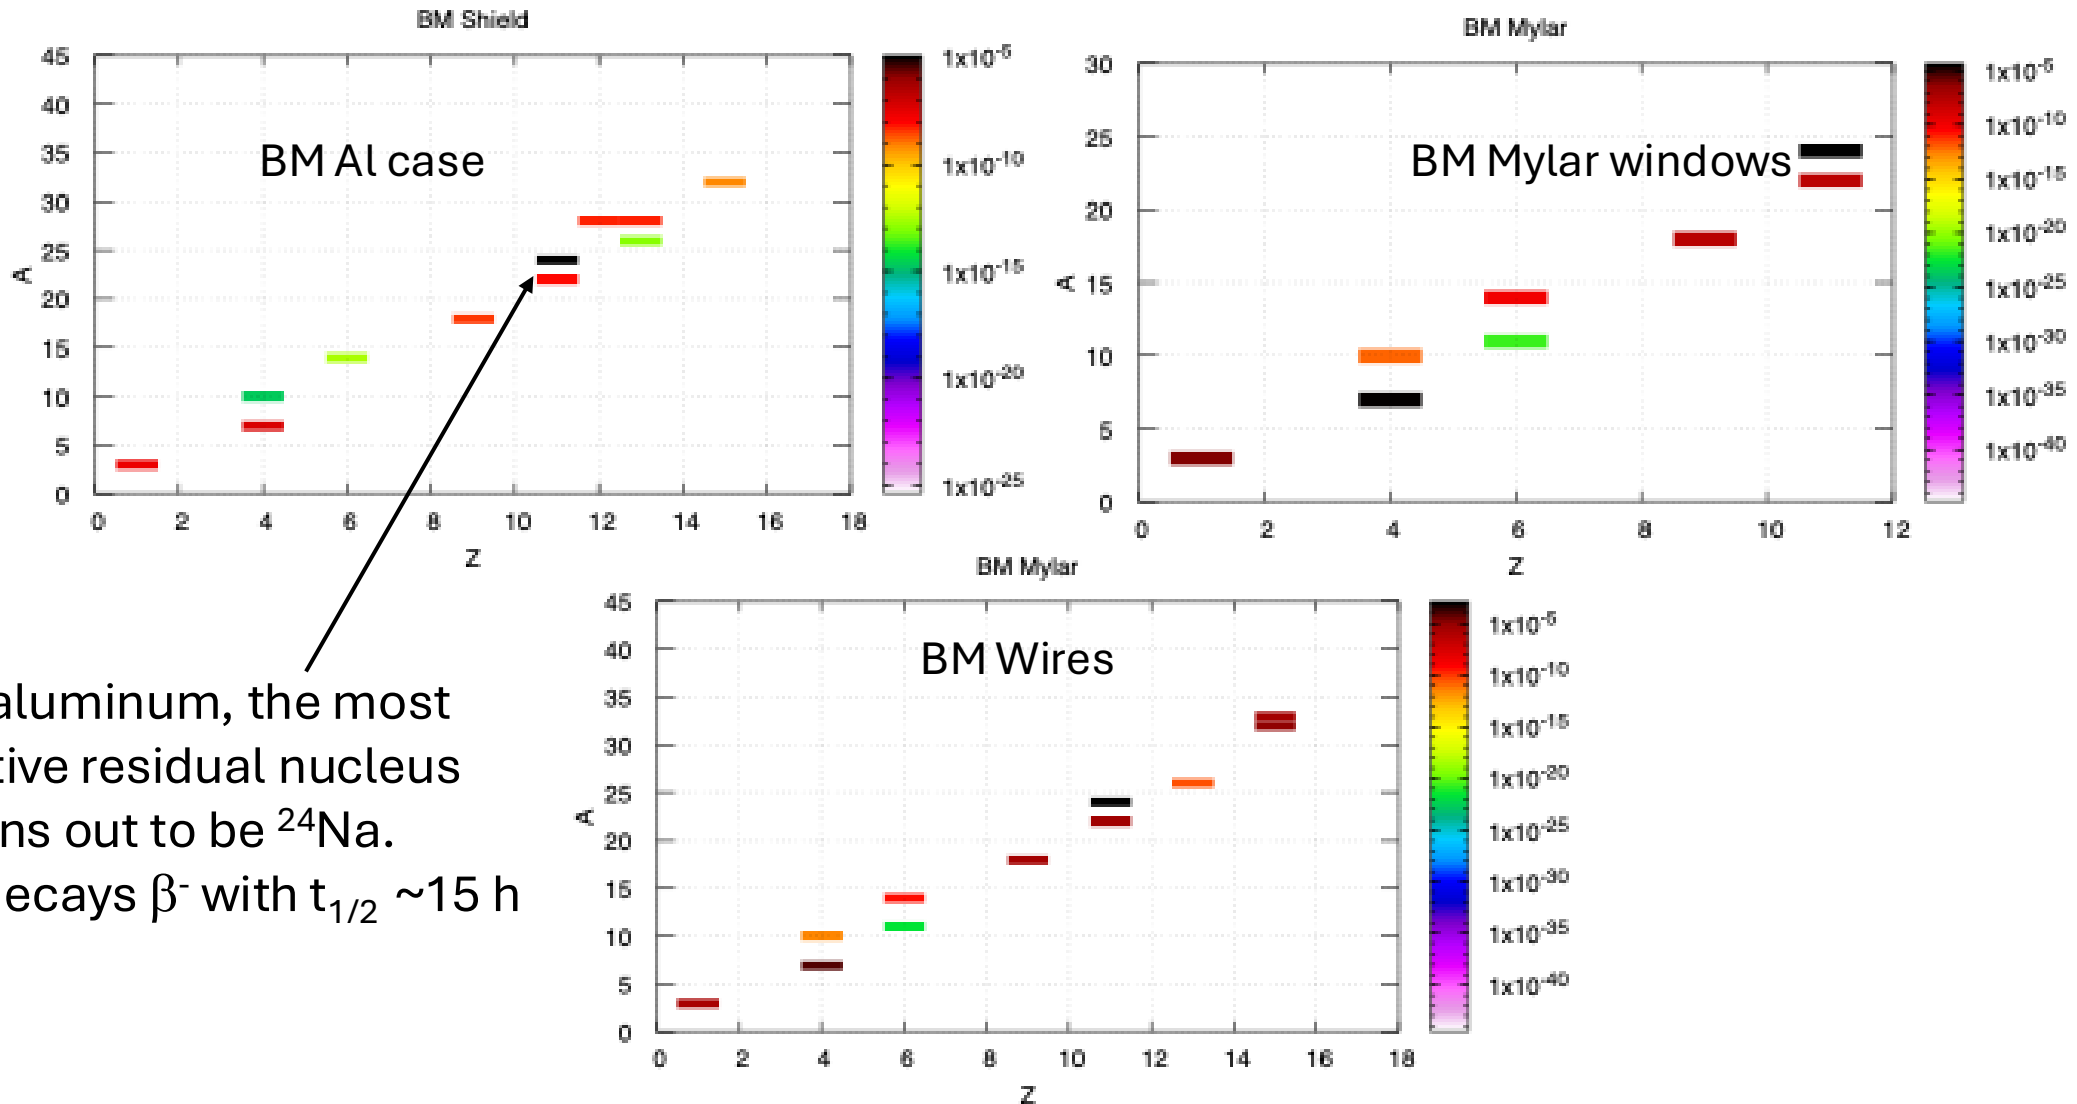 BM Shield
45
40
35
30
25
20
15
10
5
0
A
0 2 4 6 8 10 12 14 16 18
Z
BM Al case
1x10⁻⁵
1x10⁻¹⁰
1x10⁻¹⁵
1x10⁻²⁰
1x10⁻²⁵
BM Mylar
30
25
20
15
10
5
0
A
0 2 4 6 8 10 12
Z
BM Mylar windows
1x10⁻⁵
1x10⁻¹⁰
1x10⁻¹⁵
1x10⁻²⁰
1x10⁻²⁵
1x10⁻³⁰
1x10⁻³⁵
1x10⁻⁴⁰
aluminum, the most
tive residual nucleus
ns out to be ²⁴Na.
ecays β⁻ with t₁/₂ ~15 h
BM Mylar
45
40
35
30
25
20
15
10
5
0
A
0 2 4 6 8 10 12 14 16 18
Z
BM Wires
1x10⁻⁵
1x10⁻¹⁰
1x10⁻¹⁵
1x10⁻²⁰
1x10⁻²⁵
1x10⁻³⁰
1x10⁻³⁵
1x10⁻⁴⁰